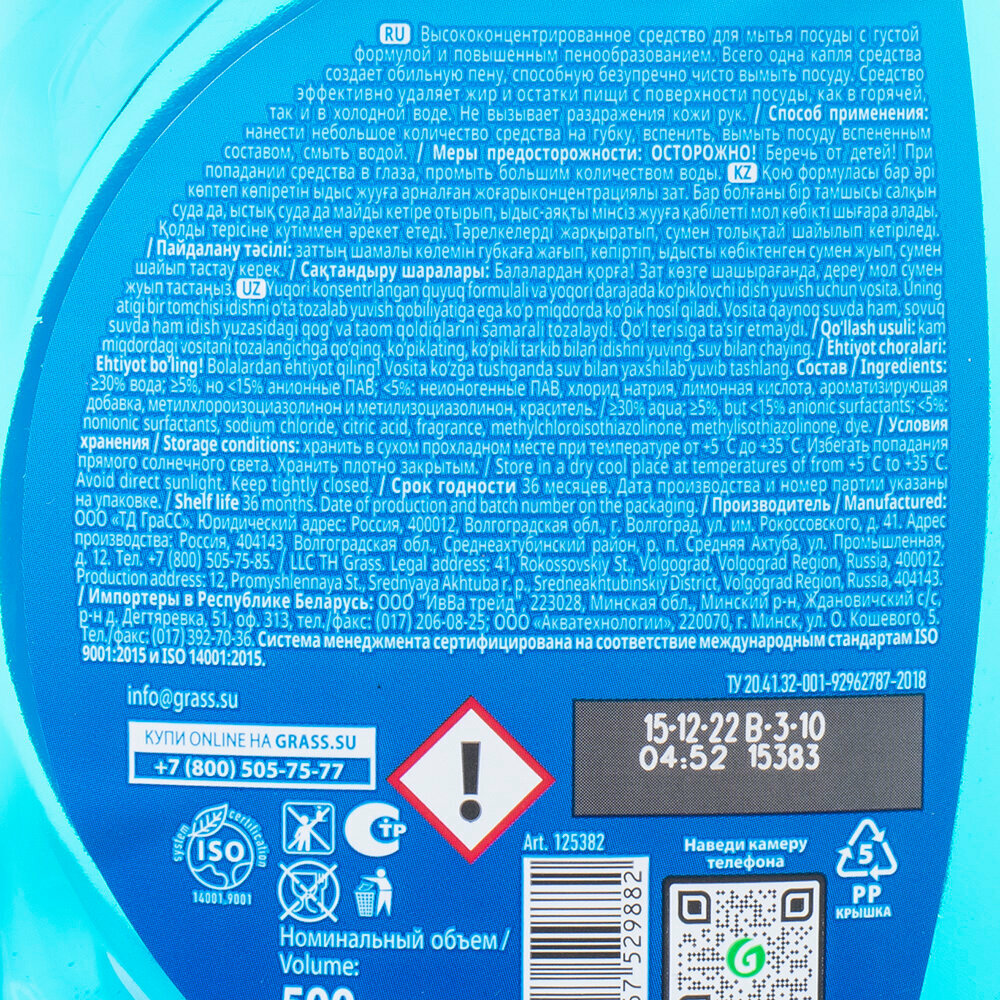 RU Высококонцентрированное средство для мытья посуды с густой
формулой и повышенным пенообразованием. Всего одна капля средства
создает обильную пену, способную безупречно чисто вымыть посуду. Средство
эффективно удаляет жир и остатки пищи с поверхности посуды, как в горячей,
так и в холодной воде. Не вызывает раздражения кожи рук. / Способ применения:
нанести небольшое количество средства на губку, вспенить, вымыть посуду вспененным
составом, смыть водой. / Меры предосторожности: ОСТОРОЖНО! Беречь от детей! При
попадании средства в глаза, промыть большим количеством воды. KZ Қою формуласы бар әрі
көптеп көпіретін ыдыс жууға арналған жоғарыконцентрациялы зат. Бар болғаны бір тамшысы салқын
суда да, ыстық суда да майды кетіре отырып, ыдыс-аяқты мінсіз жууға қабілетті мол көбікті шығара алады.
Қолды терісіне күтіммен әрекет етеді. Тәрелкелерді жарқыратып, сумен толықтай шайылып кетіріледі.
/ Пайдалану тәсілі: заттың шамалы көлемін губкаға жағып, көпіртіп, ыдысты көбіктенген сумен жуып, сумен
шайып тастау керек. / Сақтандыру шаралары: Балалардан қорға! Зат көзге шашырағанда, дереу мол сумен
жуып тастаңыз. UZ Yuqori konsentrlangan quyuq formulali va yoqori darajada ko'piklovchi idish yuvish uchun vosita. Uning
atigi bir tomchisi idishni o'ta tozalab yuvish qobiliyatiga ega ko'p miqdorda ko'pik hosil qiladi. Vosita qaynoq suvda ham, sovuq
suvda ham idish yuzasidagi gog' va taom qoldiqlarini samarali tozalaydi. Qo'l terisiga ta'sir etmaydi. / Qo'llash usuli: kam
miqdordagi vositani tozalangichga qo'ying, ko'piklating, ko'pikli tarkib bilan idishni yuving, suv bilan chaying. / Ehtiyot choralari:
Ehtiyot bo'ling! Bolalardan ehtiyot qiling! Vosita ko'zga tushganda suv bilan yaxshilab yuvib tashlang. Состав / Ingredients:
≥30% вода; ≥5%, но <15% анионные ПАВ; <5%: неионогенные ПАВ, хлорид натрия, лимонная кислота, ароматизирующая
добавка, метилхлороизотиазолинон и метилизотиазолинон, краситель. / ≥30% aqua; ≥5%, but <15% anionic surfactants; <5%
nonionic surfactants, sodium chloride, citric acid, fragrance, methylchloroisothiazolinone, methylisothiazolinone, dye. / Условия
хранения / Storage conditions: хранить в сухом прохладном месте при температуре от +5˚С до +35˚С. Избегать попадания
прямого солнечного света. Хранить плотно закрытым. / Store in a dry cool place at temperatures of from +5˚C to +35˚C.
Avoid direct sunlight. Keep tightly closed. / Срок годности 36 месяцев. Дата производства и номер партии указаны
на упаковке. / Shelf life 36 months. Date of production and batch number on the packaging. / Производитель / Manufactured:
ООО «ТД ГраСС». Юридический адрес: Россия, 400012, Волгоградская обл., г. Волгоград, ул. им. Рокоссовского, д. 41. Адрес
производства: Россия, 404143, Волгоградская обл., Среднеахтубинский район, р. п. Средняя Ахтуба, ул. Промышленная,
д. 12. Тел. +7 (800) 505-75-85. / LLC TH Grass. Legal address: 41, Rokossovskiy St., Volgograd, Volgograd Region, Russia, 400012.
Production address: 12, Promyshlennaya St., Srednyaya Akhtuba r. p., Sredneakhtubinskiy District, Volgograd Region, Russia, 404143.
/ Импортеры в Республике Беларусь: ООО "ИвВа трейд", 223028, Минская обл., Минский р-н, Ждановичский с/с,
р-н д. Дегтяревка, 51, оф. 313, тел./факс: (017) 206-08-25; ООО «Акватехнологии», 220070, г. Минск, ул. О. Кошевого, 5.
Тел./факс: (017) 392-70-36. Система менеджмента сертифицирована на соответствие международным стандартам ISO
9001:2015 и ISO 14001:2015.
info@grass.su
ТУ 20.41.32-001-92962787-2018
КУПИ ONLINE НА GRASS.SU
+7 (800) 505-75-77
15·12·22 В·3·10
04:52 15383
system certification
ISO
14001,9001
СТР
Art. 125382
Наведи камеру
телефона
5
PP
КРЫШКА
Номинальный объем /
Volume:
500
67529882